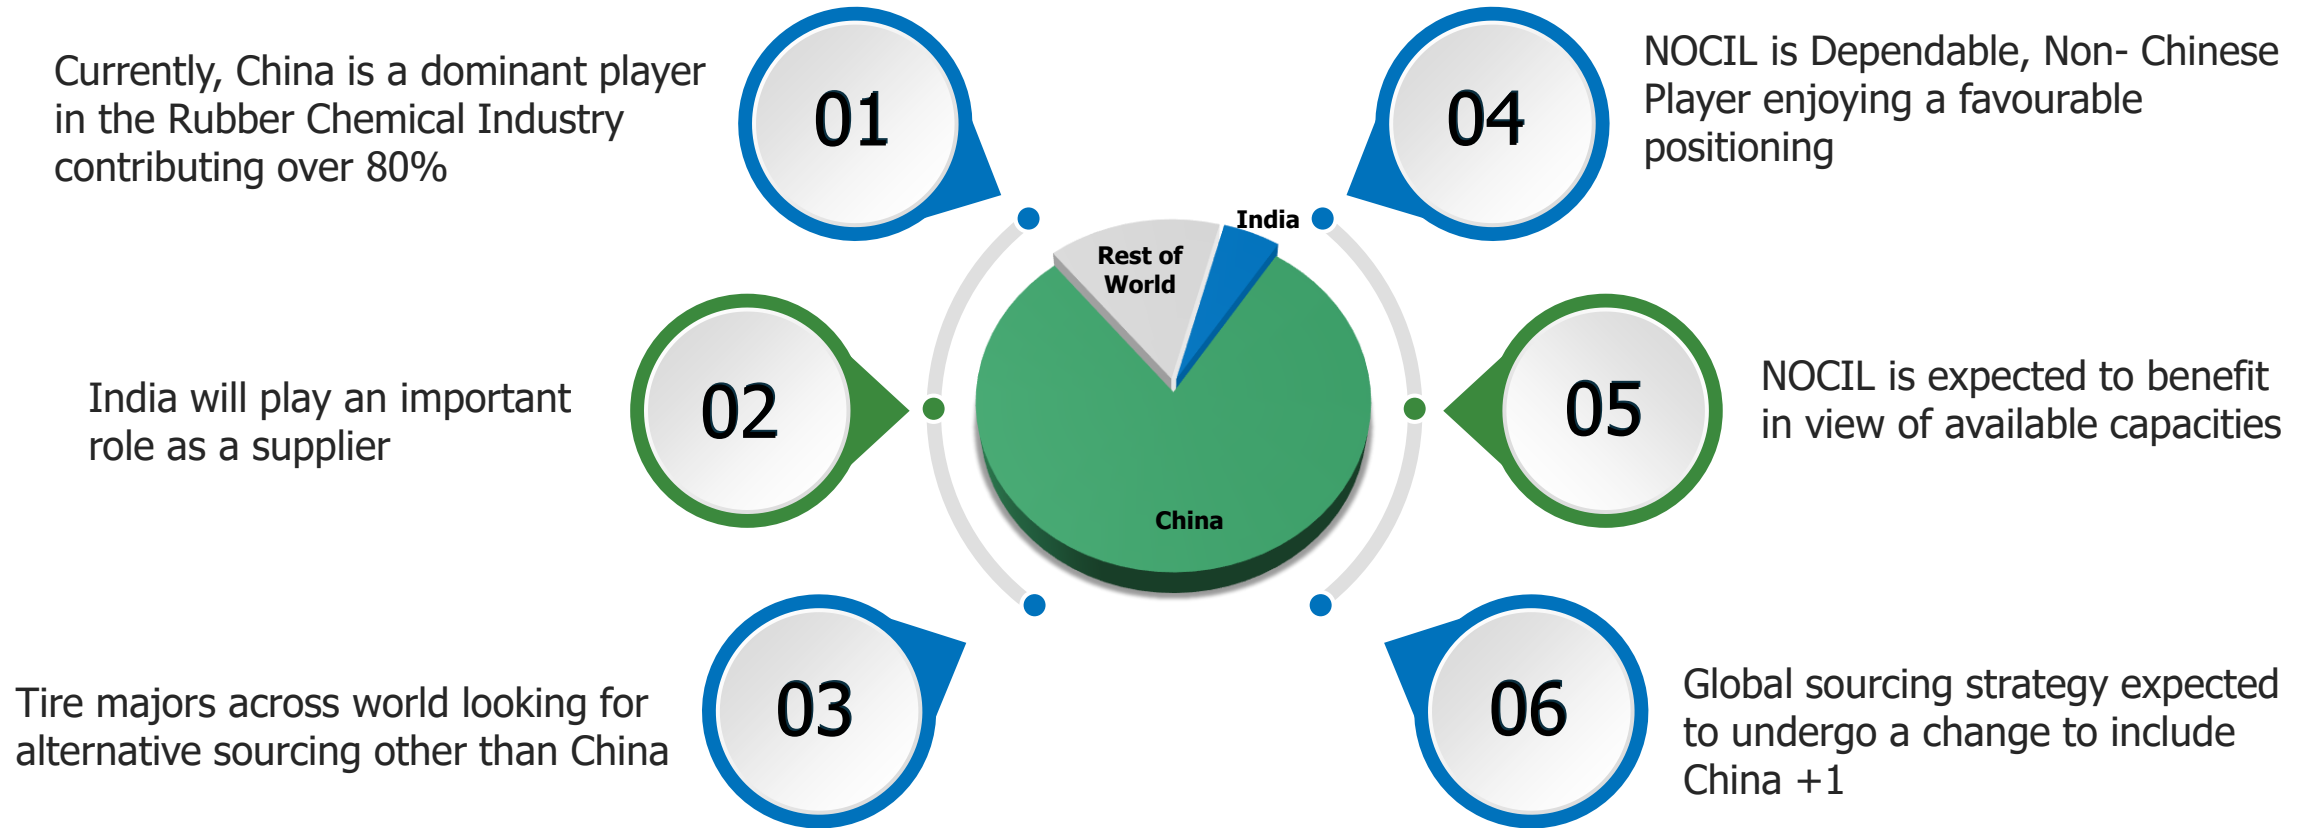 Currently, China is a dominant player
in the Rubber Chemical Industry
contributing over 80%
01
India will play an important
role as a supplier
02
Tire majors across world looking for
alternative sourcing other than China
03
Rest of
World
India
China
04
NOCIL is Dependable, Non- Chinese
Player enjoying a favourable
positioning
05
NOCIL is expected to benefit
in view of available capacities
06
Global sourcing strategy expected
to undergo a change to include
China +1